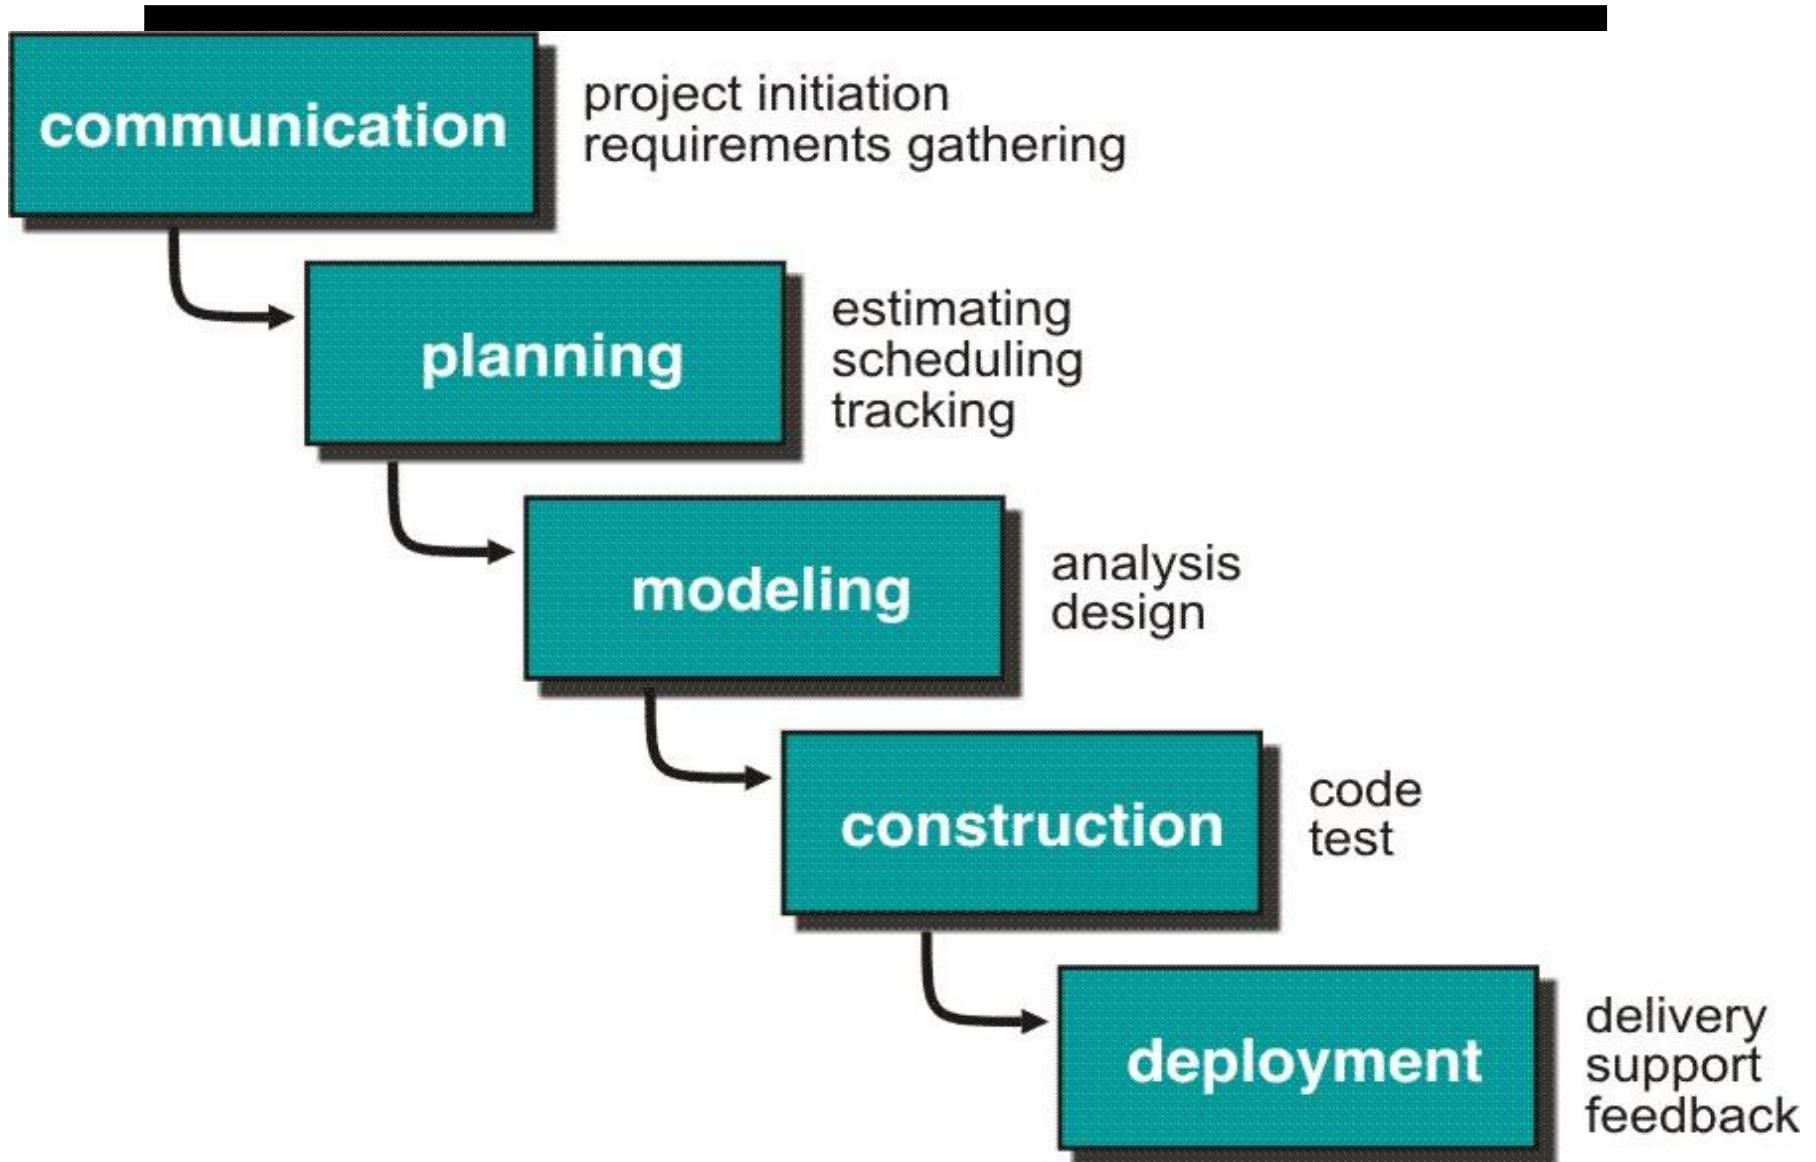 communication
project initiation
requirements gathering
planning
estimating
scheduling
tracking
modeling
analysis
design
construction
code
test
deployment
delivery
support
feedback